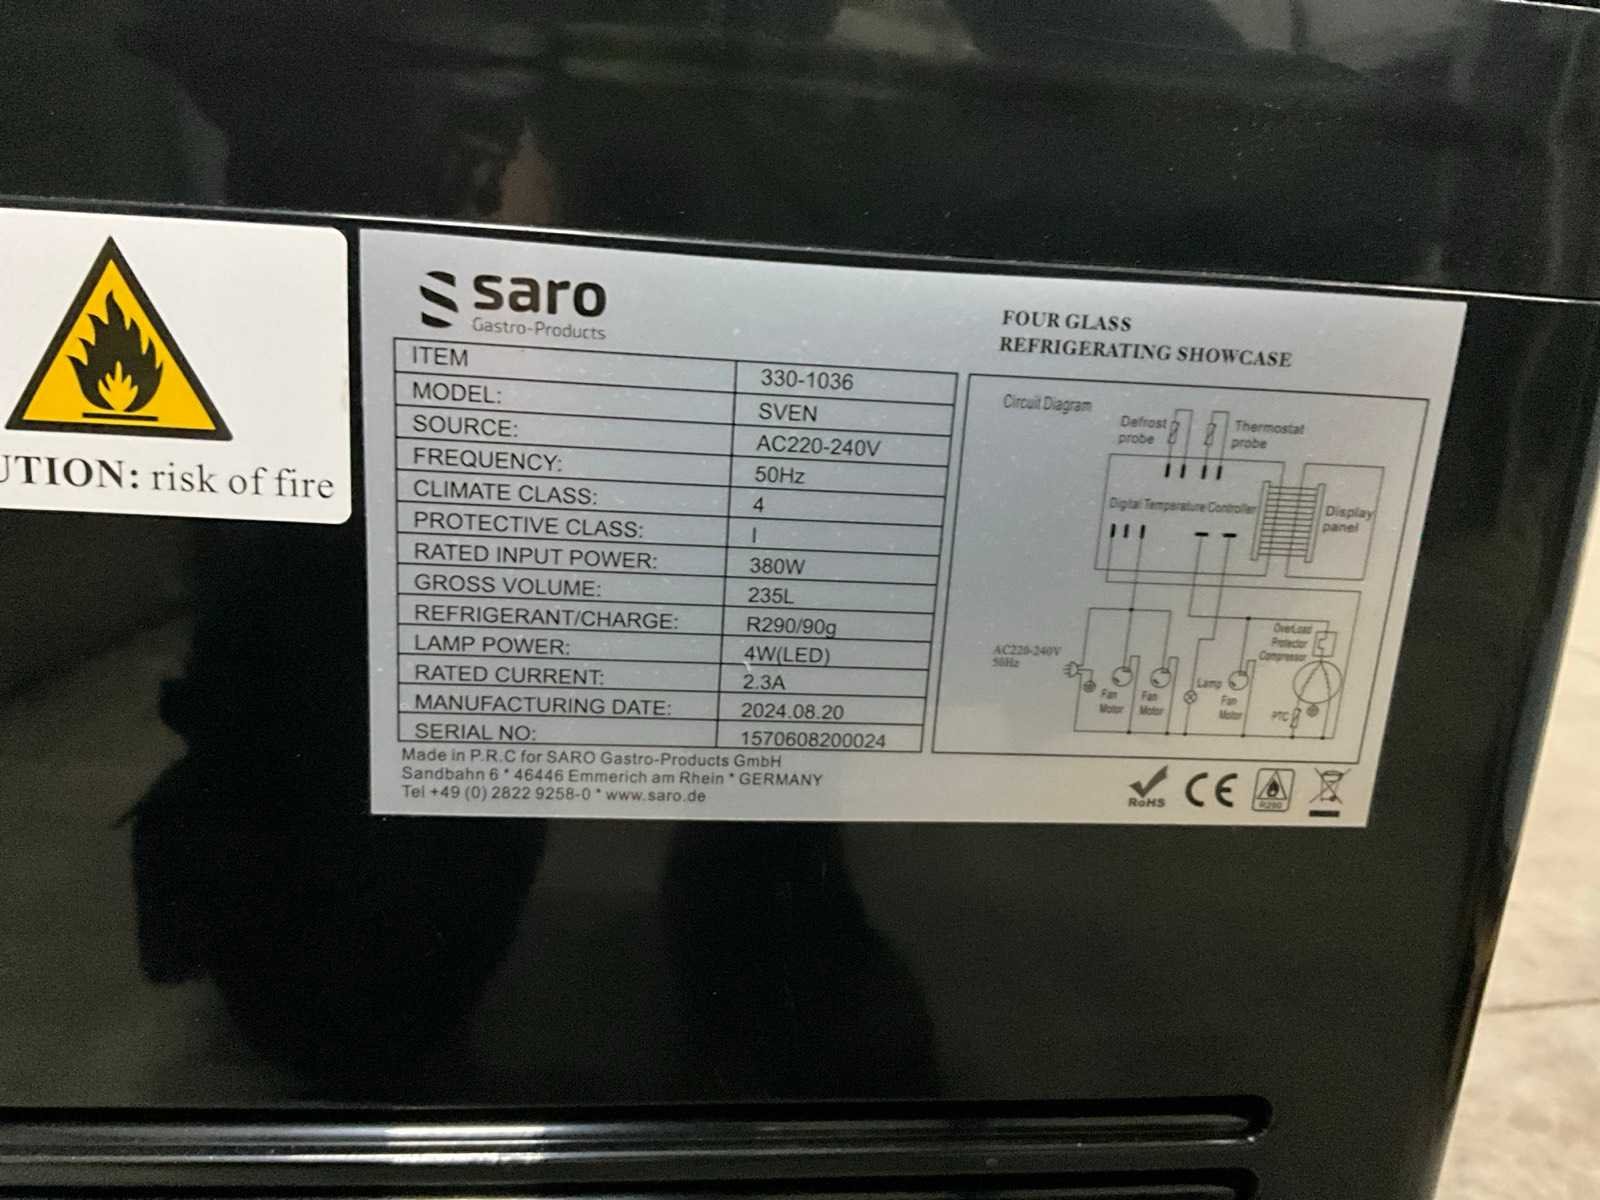 UTION: risk of fire
saro
Gastro-Products
FOUR GLASS
REFRIGERATING SHOWCASE
ITEM 330-1036
MODEL: SVEN
SOURCE: AC220-240V
FREQUENCY: 50Hz
CLIMATE CLASS: 4
PROTECTIVE CLASS: I
RATED INPUT POWER: 380W
GROSS VOLUME: 235L
REFRIGERANT/CHARGE: R290/90g
LAMP POWER: 4W(LED)
RATED CURRENT: 2.3A
MANUFACTURING DATE: 2024.08.20
SERIAL NO: 1570608200024
Made in P.R.C for SARO Gastro-Products GmbH
Sandbahn 6 * 46446 Emmerich am Rhein * GERMANY
Tel +49 (0) 2822 9258-0 * www.saro.de
Circuit Diagram
Defrost
probe
Thermostat
probe
Digital Temperature Controller
Display
panel
AC220-240V
50Hz
Fan
Motor
Fan
Motor
Lamp
Fan
Motor
OverLoad
Protector
Compressor
PTC
RoHS
CE
R290